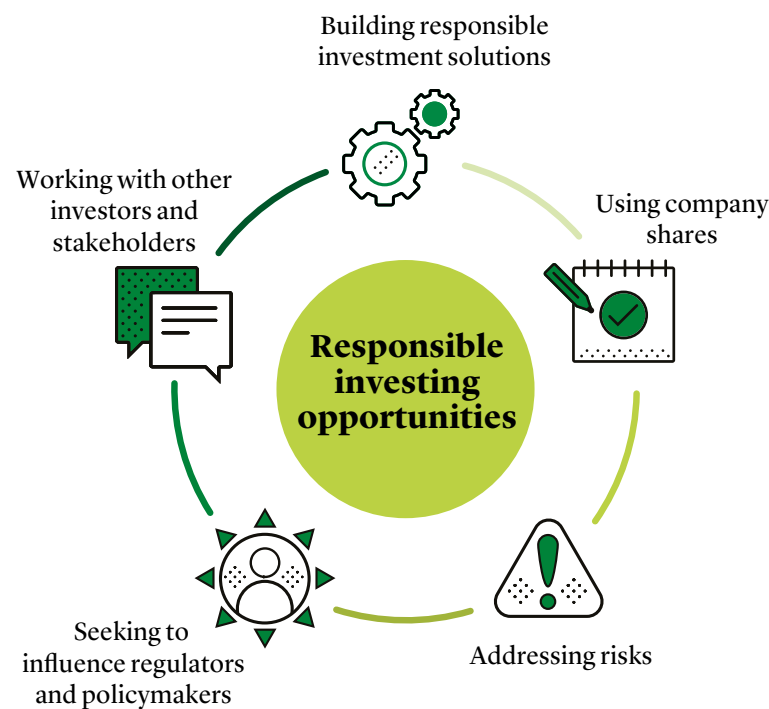 Building responsible
investment solutions
Using company
shares
Addressing risks
Seeking to
influence regulators
and policymakers
Working with other
investors and
stakeholders
Responsible
investing
opportunities